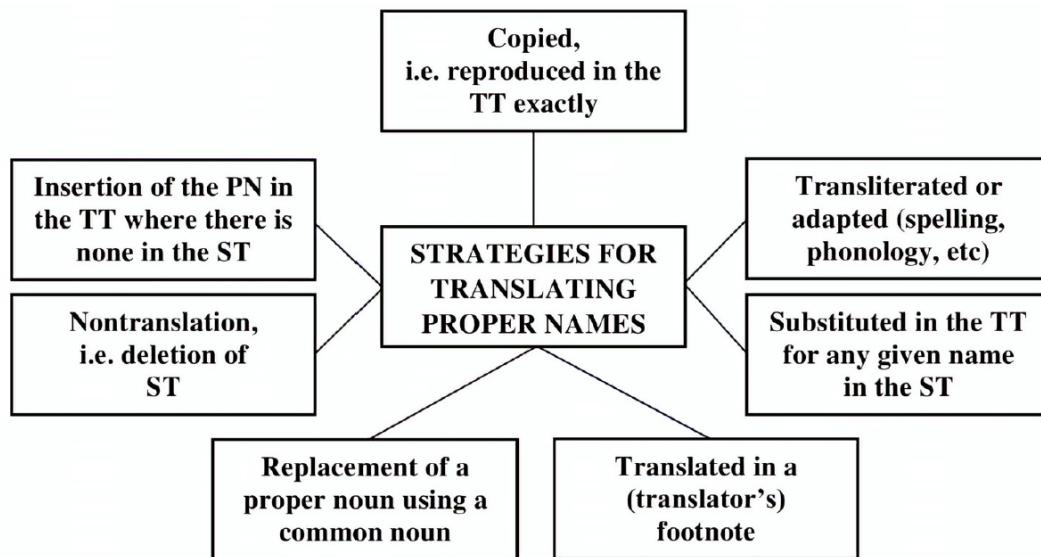 Copied,
i.e. reproduced in the
TT exactly
Insertion of the PN in
the TT where there is
none in the ST
Transliterated or
adapted (spelling,
phonology, etc)
STRATEGIES FOR
TRANSLATING
PROPER NAMES
Nontranslation,
i.e. deletion of
ST
Substituted in the TT
for any given name
in the ST
Replacement of a
proper noun using a
common noun
Translated in a
(translator's)
footnote